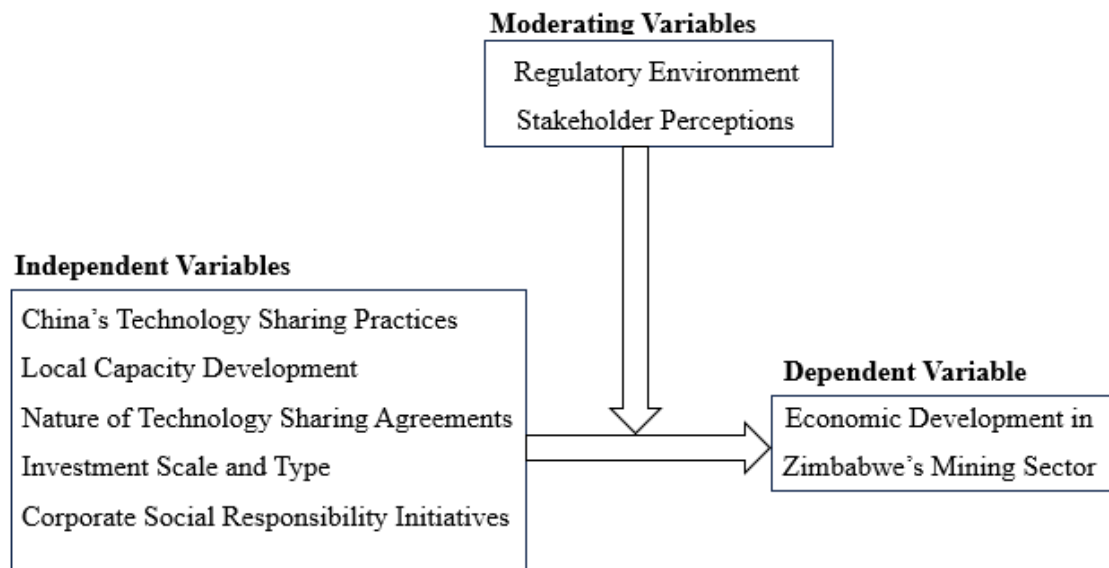 Moderating Variables
Regulatory Environment
Stakeholder Perceptions
Independent Variables
China’s Technology Sharing Practices
Local Capacity Development
Nature of Technology Sharing Agreements
Investment Scale and Type
Corporate Social Responsibility Initiatives
Dependent Variable
Economic Development in
Zimbabwe’s Mining Sector